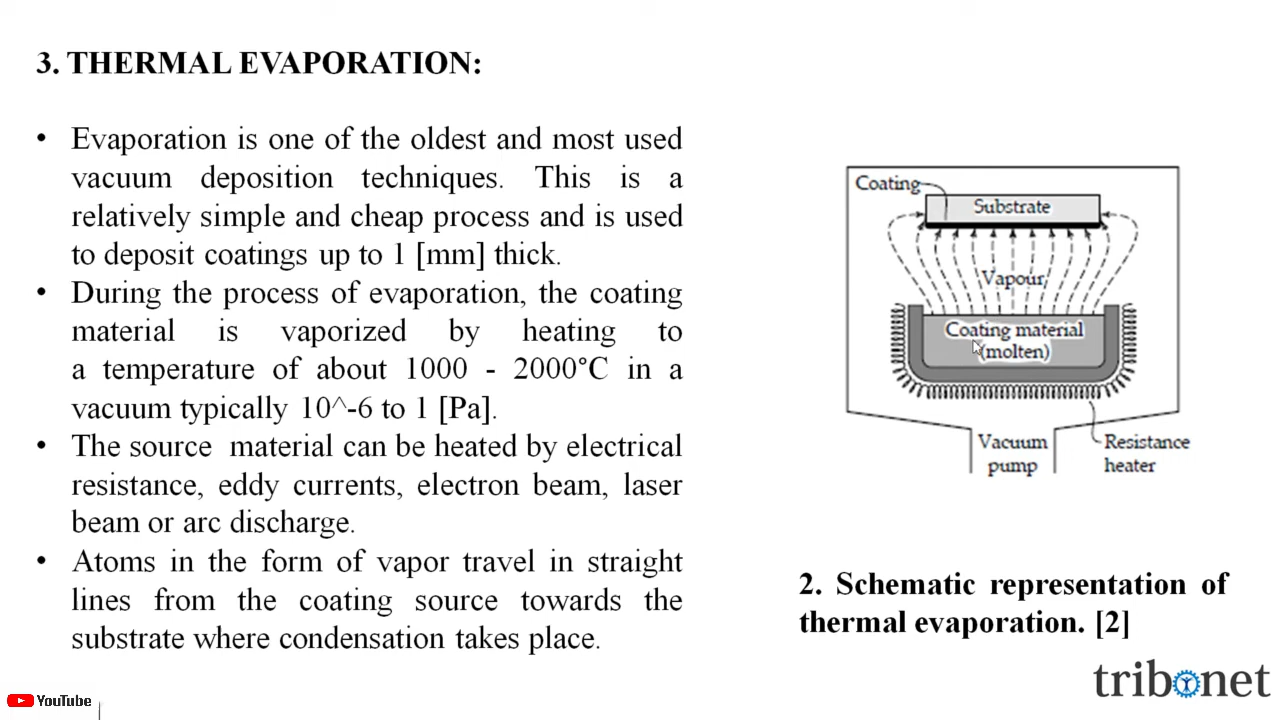 3. THERMAL EVAPORATION:
• Evaporation is one of the oldest and most used
vacuum deposition techniques. This is a
relatively simple and cheap process and is used
to deposit coatings up to 1 [mm] thick.
• During the process of evaporation, the coating
material is vaporized by heating to
a temperature of about 1000 - 2000°C in a
vacuum typically 10^-6 to 1 [Pa].
• The source material can be heated by electrical
resistance, eddy currents, electron beam, laser
beam or arc discharge.
• Atoms in the form of vapor travel in straight
lines from the coating source towards the
substrate where condensation takes place.
Coating
Substrate
Vapour
Coating material
(molten)
Vacuum
pump
Resistance
heater
2. Schematic representation of
thermal evaporation. [2]
tribonet
YouTube